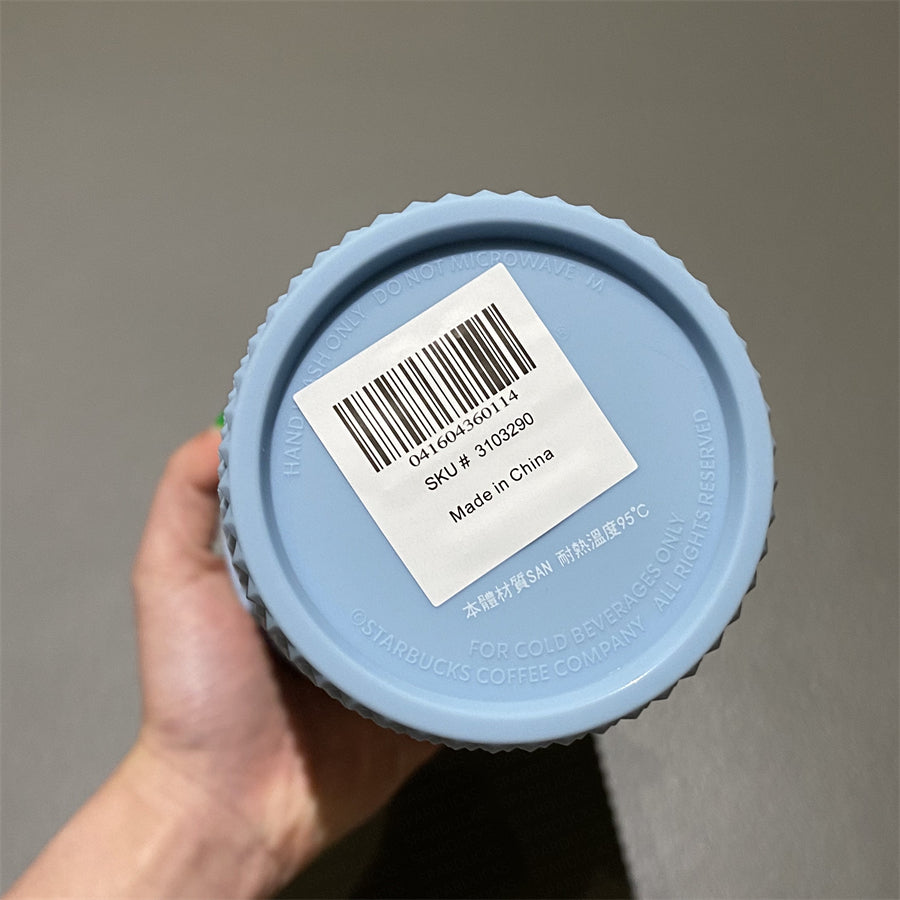 HAND WASH ONLY DO NOT MICROWAVE M
041604360114
SKU # 3103290
Made in China
本體材質SAN 耐熱溫度95°C
FOR COLD BEVERAGES ONLY
©STARBUCKS COFFEE COMPANY ALL RIGHTS RESERVED